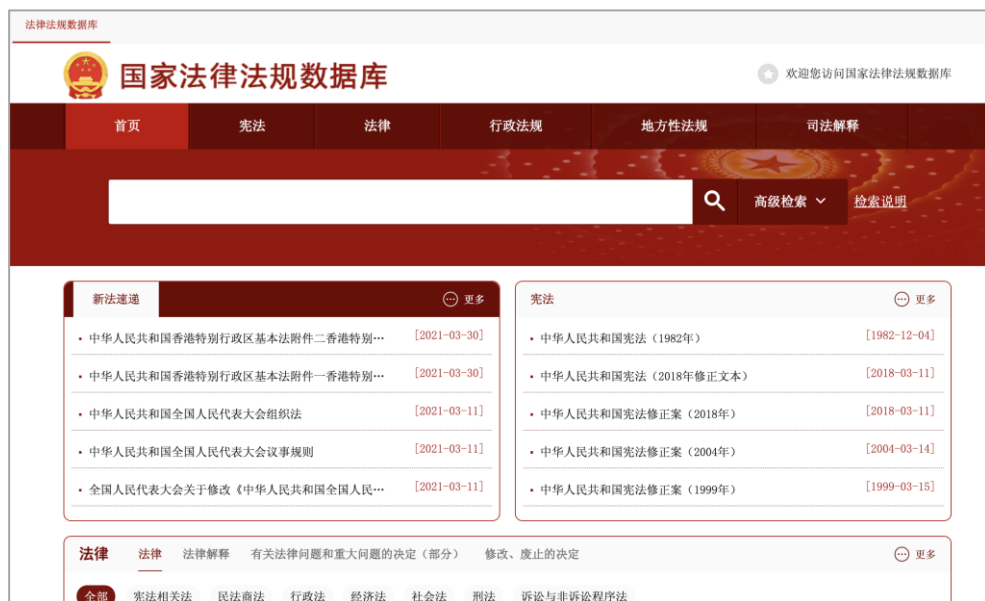 法律法规数据库
国家法律法规数据库
欢迎您访问国家法律法规数据库
首页 宪法 法律 行政法规 地方性法规 司法解释
高级检索 检索说明
新法速递 更多
中华人民共和国香港特别行政区基本法附件二香港特别… [2021-03-30]
中华人民共和国香港特别行政区基本法附件一香港特别… [2021-03-30]
中华人民共和国全国人民代表大会组织法 [2021-03-11]
中华人民共和国全国人民代表大会议事规则 [2021-03-11]
全国人民代表大会关于修改《中华人民共和国全国人民… [2021-03-11]
宪法 更多
中华人民共和国宪法（1982年） [1982-12-04]
中华人民共和国宪法（2018年修正文本） [2018-03-11]
中华人民共和国宪法修正案（2018年） [2018-03-11]
中华人民共和国宪法修正案（2004年） [2004-03-14]
中华人民共和国宪法修正案（1999年） [1999-03-15]
法律 法律 法律解释 有关法律问题和重大问题的决定（部分） 修改、废止的决定 更多
全部 宪法相关法 民法商法 行政法 经济法 社会法 刑法 诉讼与非诉讼程序法